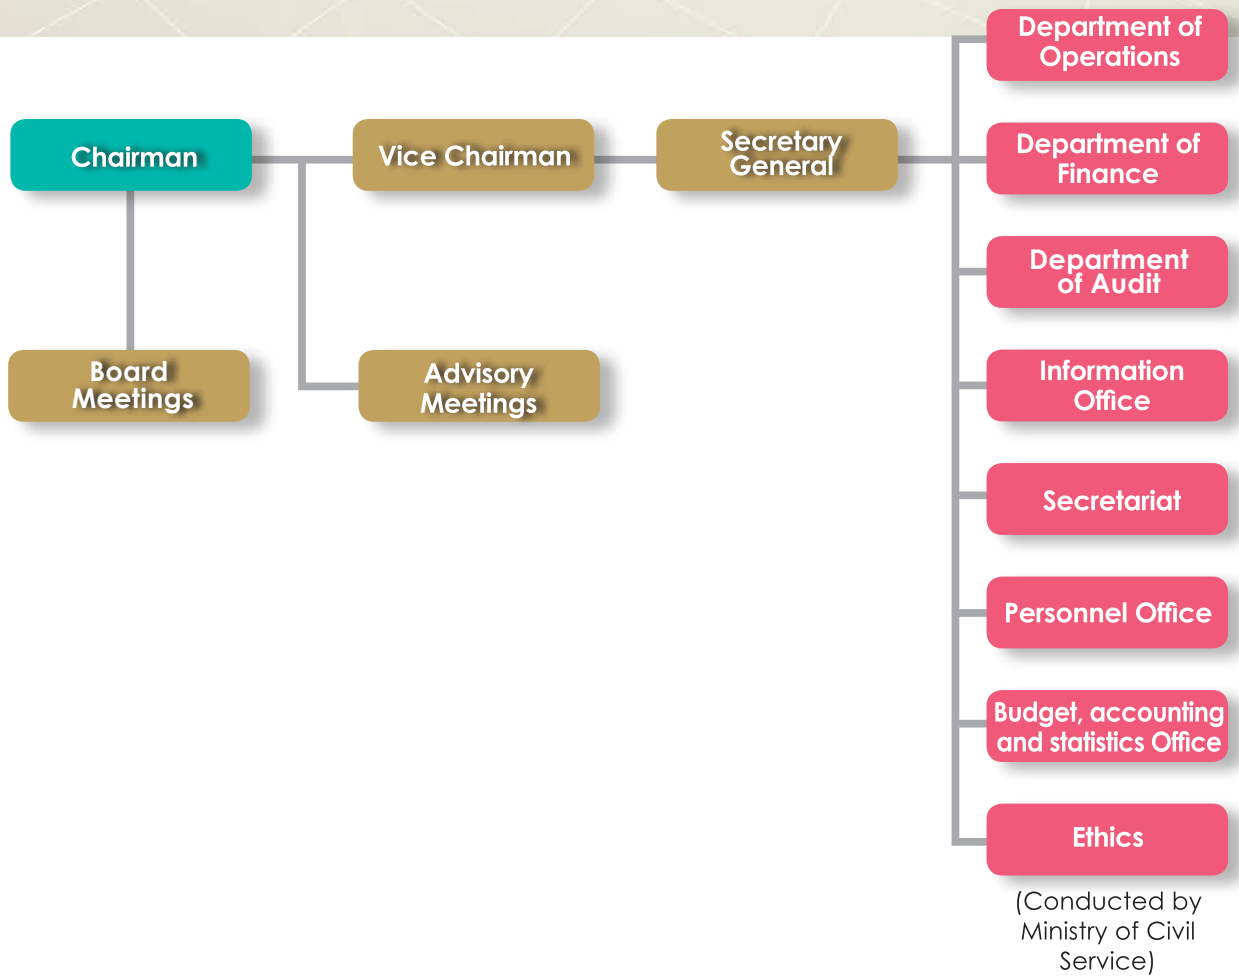 Chairman
Vice Chairman
Secretary
General
Board
Meetings
Advisory
Meetings
Department of
Operations
Department of
Finance
Department
of Audit
Information
Office
Secretariat
Personnel Office
Budget, accounting
and statistics Office
Ethics
(Conducted by
Ministry of Civil
Service)